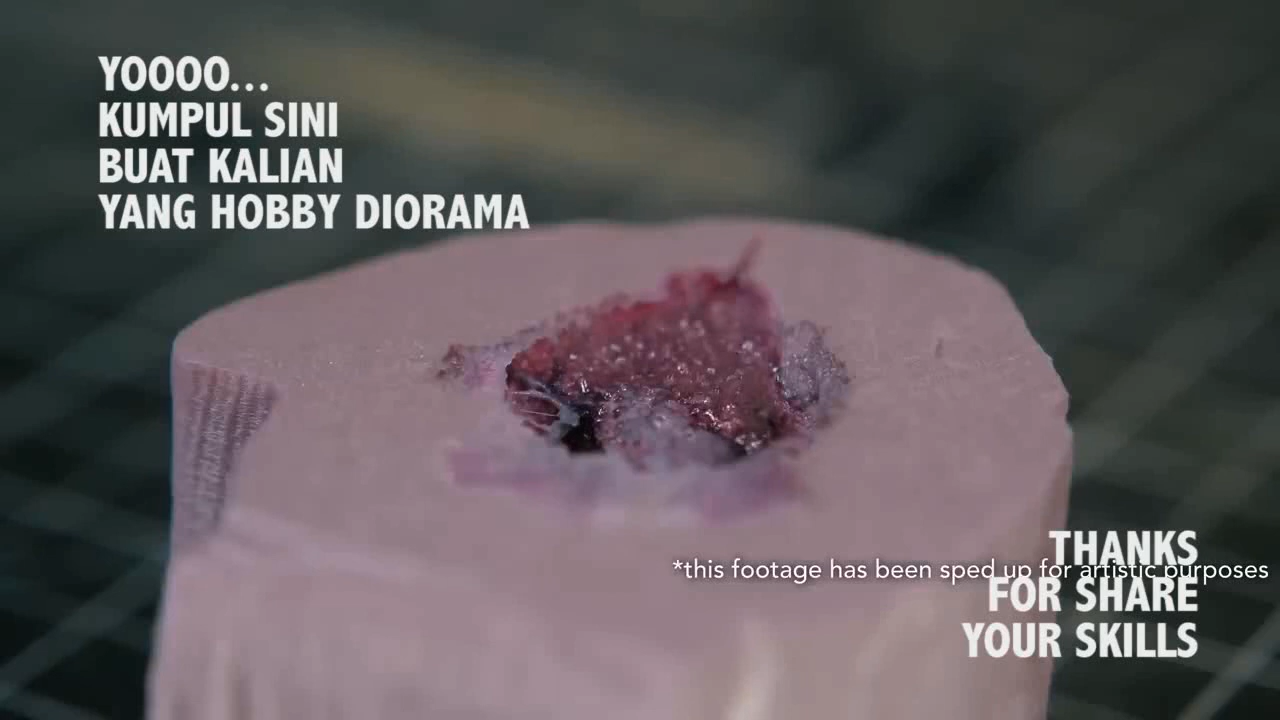 YOOOO...
KUMPUL SINI
BUAT KALIAN
YANG HOBBY DIORAMA
THANKS
*this footage has been sped up for artistic purposes
FOR SHARE
YOUR SKILLS